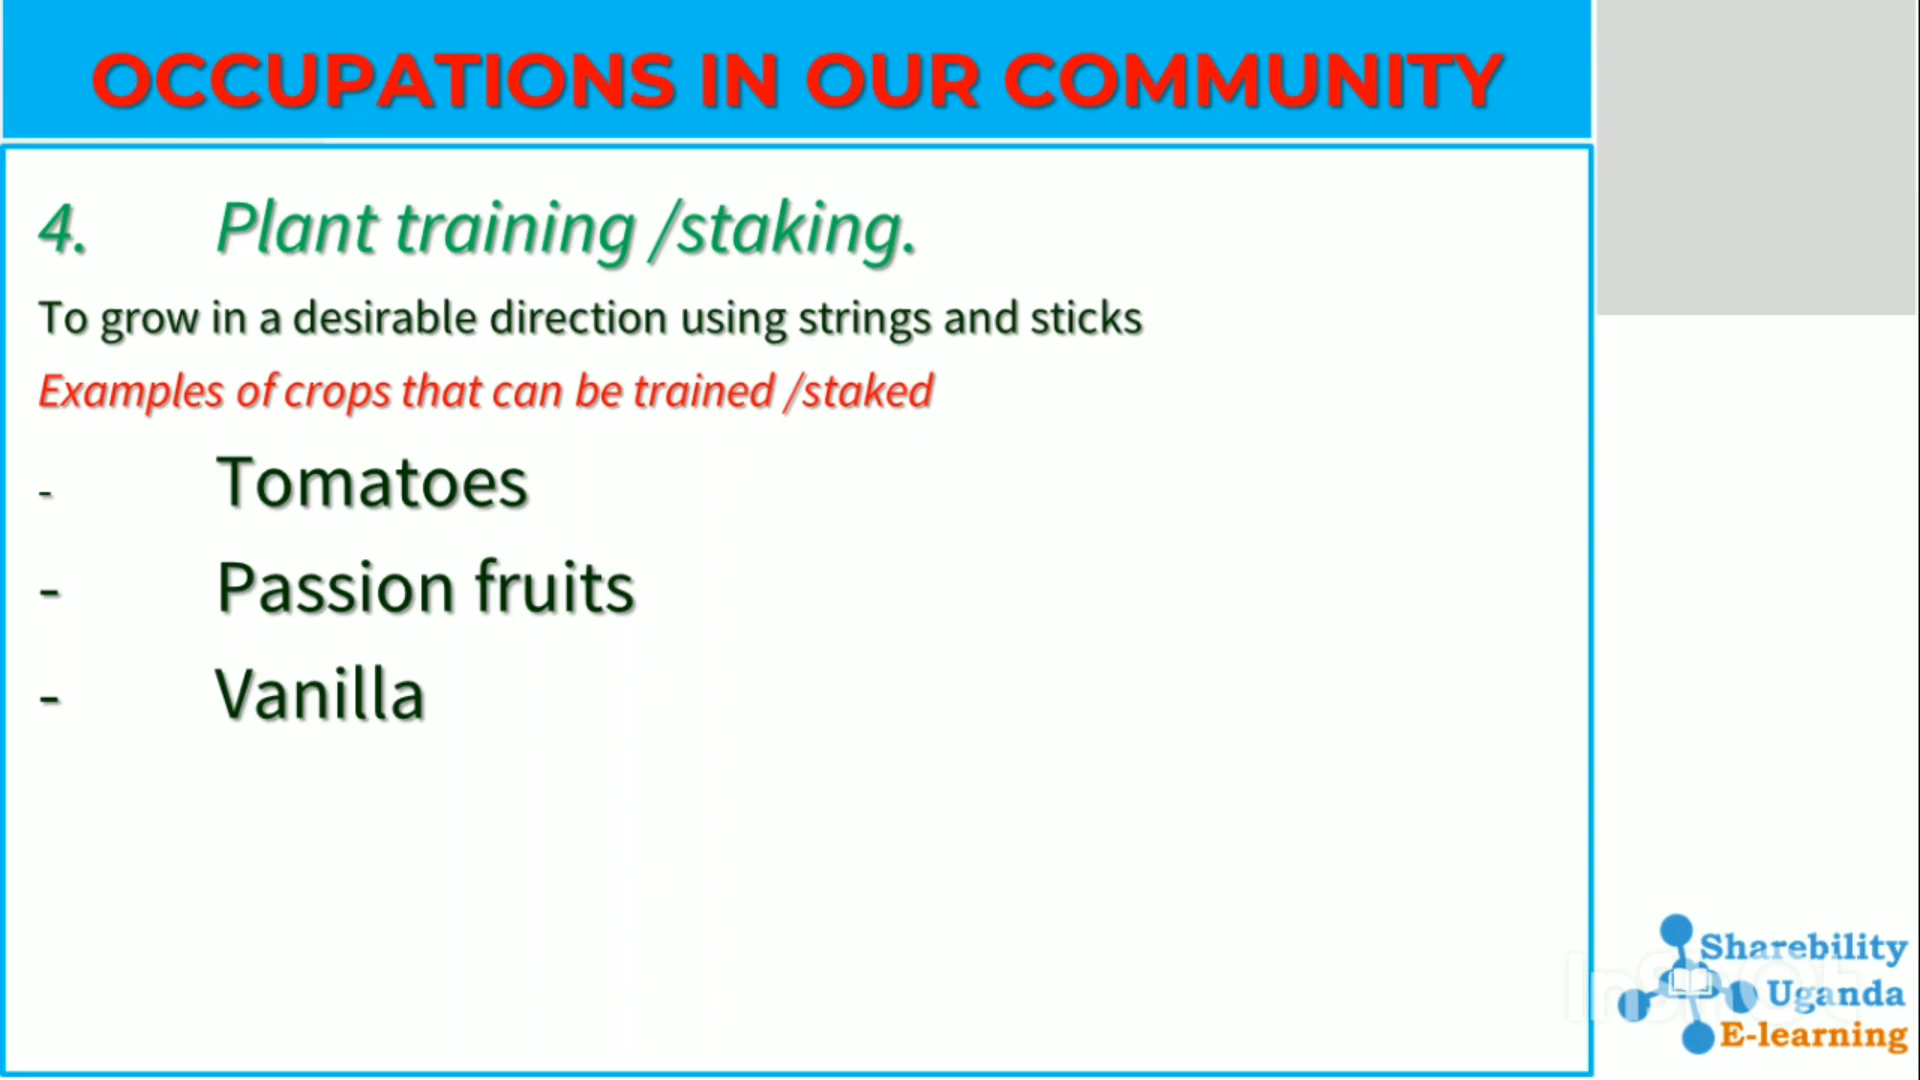 OCCUPATIONS IN OUR COMMUNITY
4. Plant training /staking.
To grow in a desirable direction using strings and sticks
Examples of crops that can be trained /staked
- Tomatoes
- Passion fruits
- Vanilla
Sharebility
Uganda
E-learning
InShOt